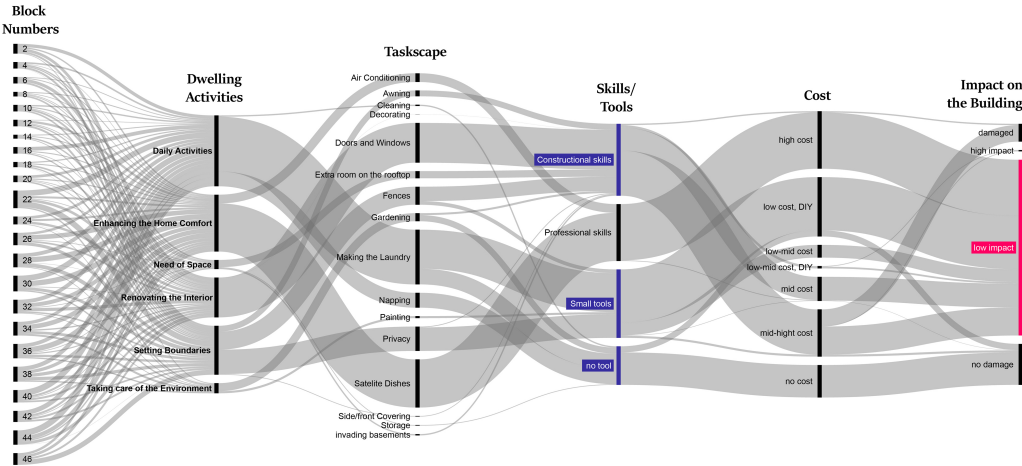 Block
Numbers
2
4
6
8
10
12
14
16
18
20
22
24
26
28
30
32
34
36
38
40
42
44
46
Dwelling
Activities
Daily Activities
Enhancing the Home Comfort
Need of Space
Renovating the Interior
Setting Boundaries
Taking care of the Environment
Taskscape
Air Conditioning
Awning
Cleaning
Decorating
Doors and Windows
Extra room on the rooftop
Fences
Gardening
Making the Laundry
Napping
Painting
Privacy
Satelite Dishes
Side/front Covering
Storage
invading basements
Skills/
Tools
Constructional skills
Professional skills
Small tools
no tool
Cost
high cost
low cost, DIY
low-mid cost
low-mid cost, DIY
mid cost
mid-hight cost
no cost
Impact on
the Building
damaged
high impact
low impact
no damage